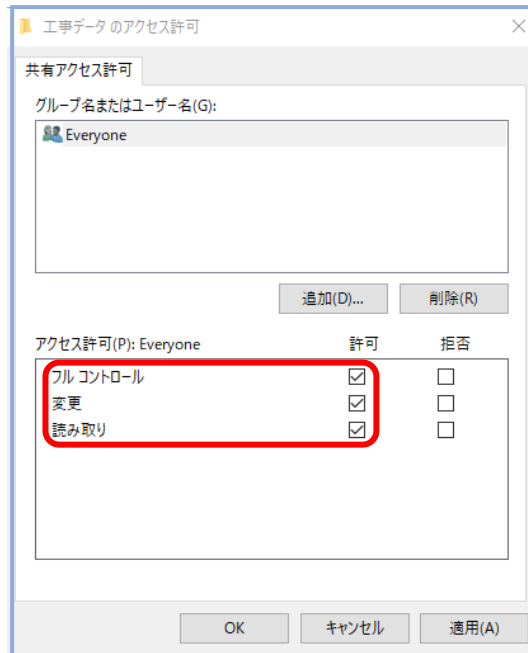 工事データ のアクセス許可
共有アクセス許可
グループ名またはユーザー名(G):
Everyone
追加(D)...
削除(R)
アクセス許可(P): Everyone 許可 拒否
フル コントロール
変更
読み取り
OK キャンセル 適用(A)